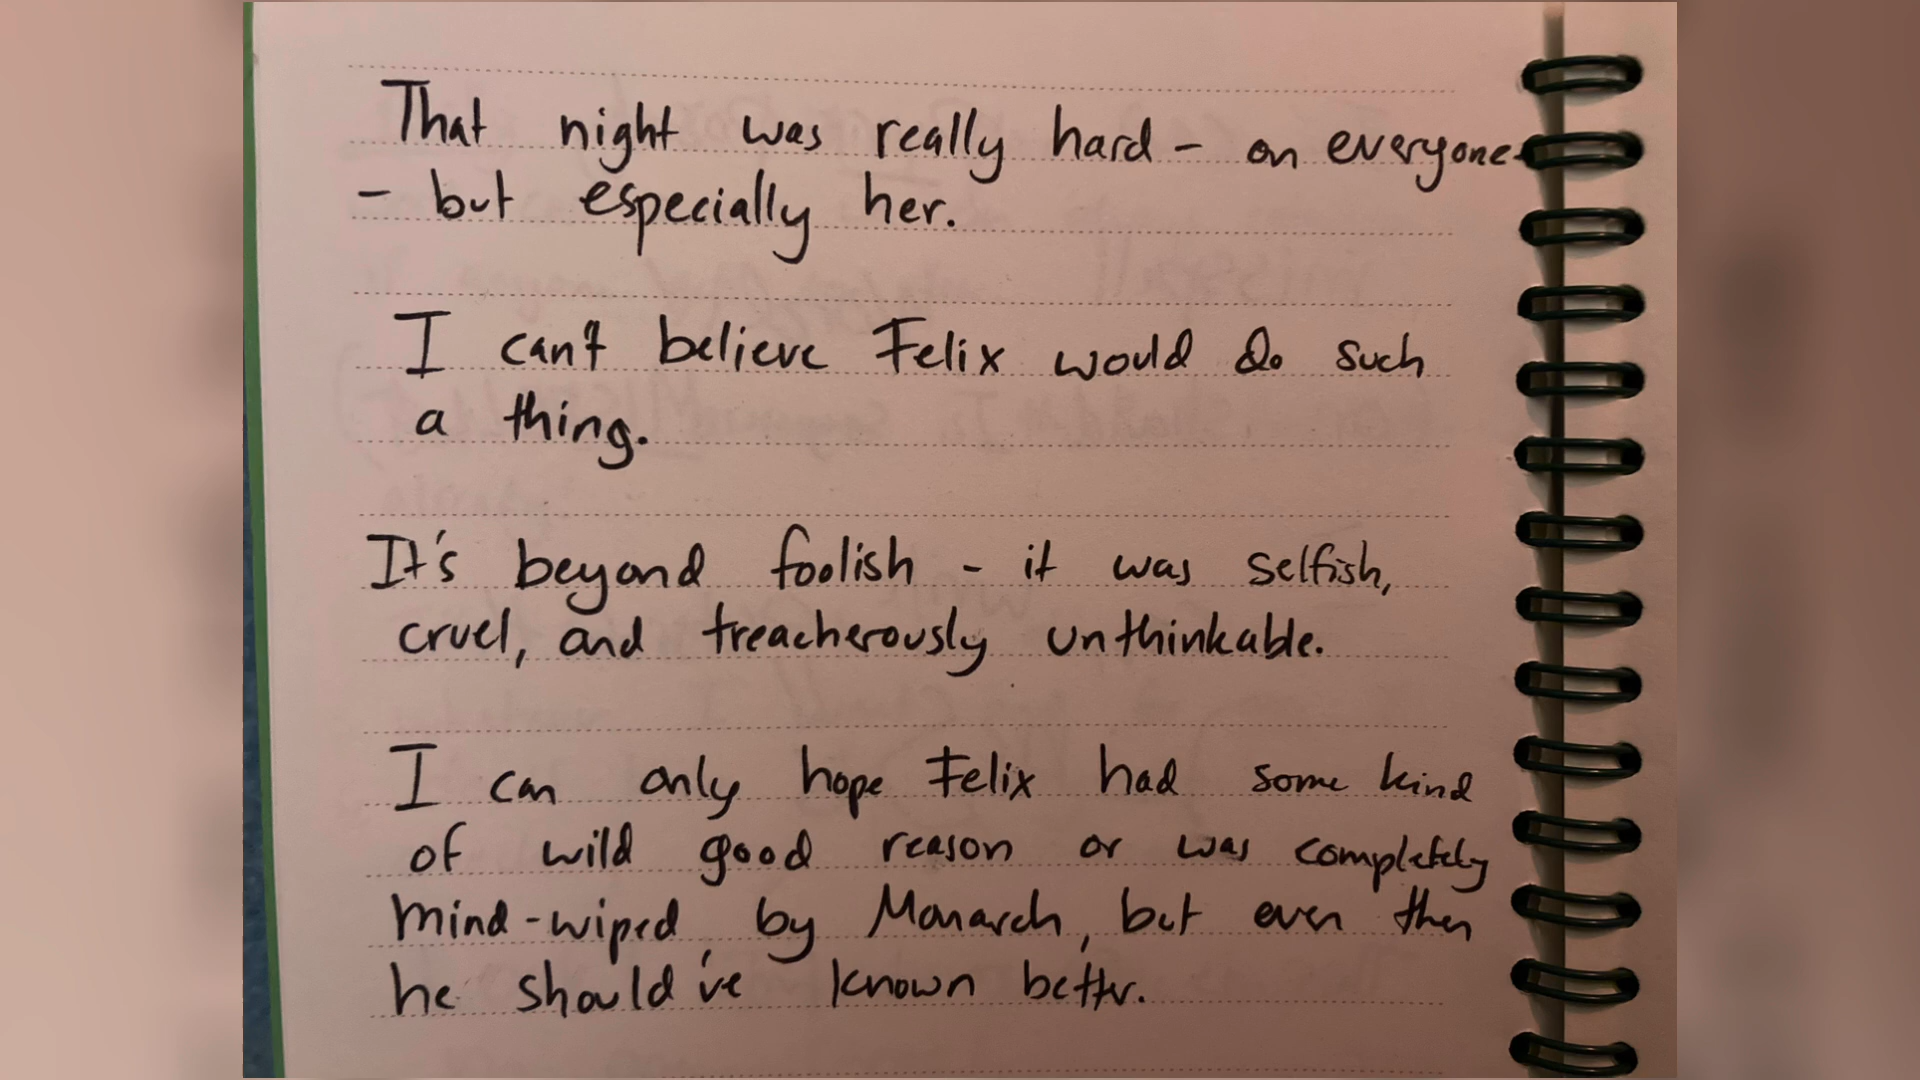 That night was really hard - on everyone-
- but especially her.
I can't believe Felix would do such
a thing.
It's beyond foolish - it was selfish,
cruel, and treacherously unthinkable.
I can only hope Felix had some kind
of wild good reason or was completely
mind-wiped by Monarch, but even then
he should've known better.